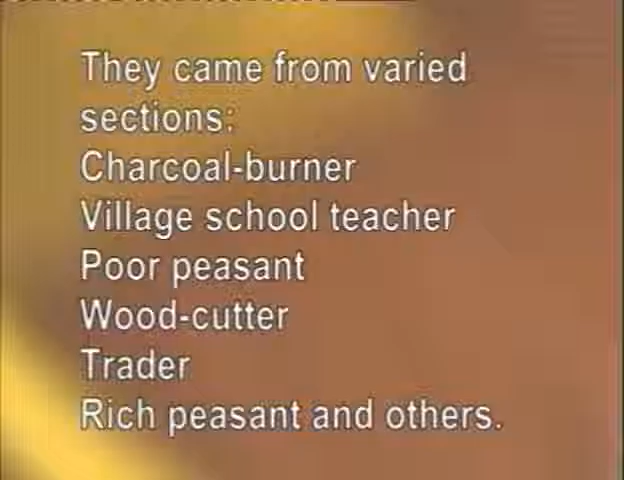 They came from varied
sections:
Charcoal-burner
Village school teacher
Poor peasant
Wood-cutter
Trader
Rich peasant and others.